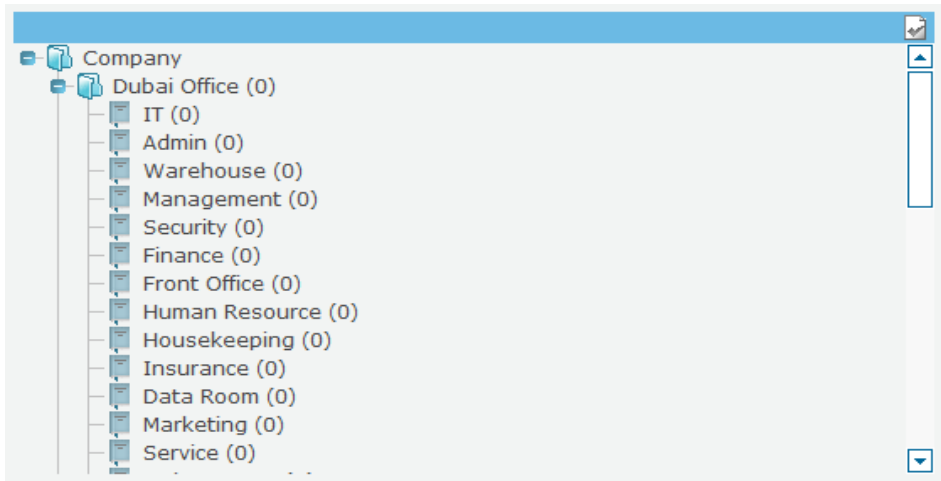 Company
Dubai Office (0)
IT (0)
Admin (0)
Warehouse (0)
Management (0)
Security (0)
Finance (0)
Front Office (0)
Human Resource (0)
Housekeeping (0)
Insurance (0)
Data Room (0)
Marketing (0)
Service (0)